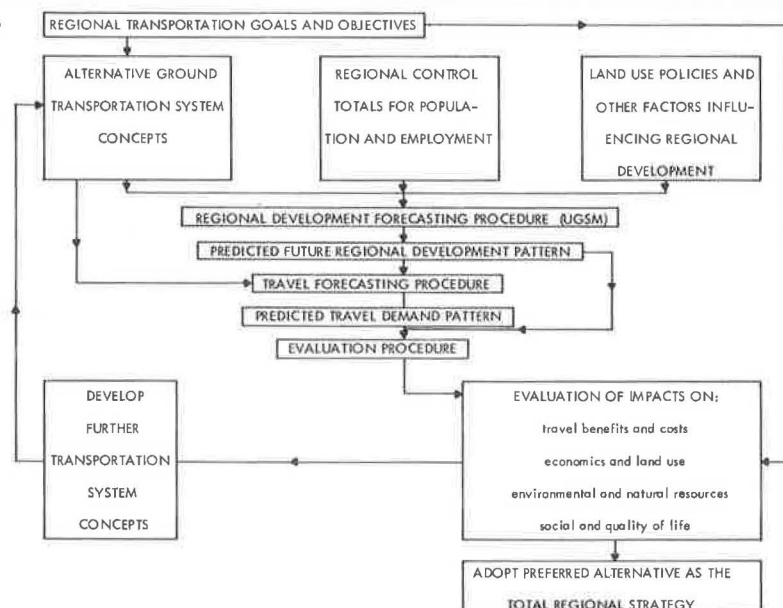 REGIONAL TRANSPORTATION GOALS AND OBJECTIVES
ALTERNATIVE GROUND
TRANSPORTATION SYSTEM
CONCEPTS
REGIONAL CONTROL
TOTALS FOR POPULA-
TION AND EMPLOYMENT
LAND USE POLICIES AND
OTHER FACTORS INFLU-
ENCING REGIONAL
DEVELOPMENT
REGIONAL DEVELOPMENT FORECASTING PROCEDURE (UGSM)
PREDICTED FUTURE REGIONAL DEVELOPMENT PATTERN
TRAVEL FORECASTING PROCEDURE
PREDICTED TRAVEL DEMAND PATTERN
EVALUATION PROCEDURE
DEVELOP
FURTHER
TRANSPORTATION
SYSTEM
CONCEPTS
EVALUATION OF IMPACTS ON:
travel benefits and costs
economics and land use
environmental and natural resources
social and quality of life
ADOPT PREFERRED ALTERNATIVE AS THE
TOTAL REGIONAL STRATEGY